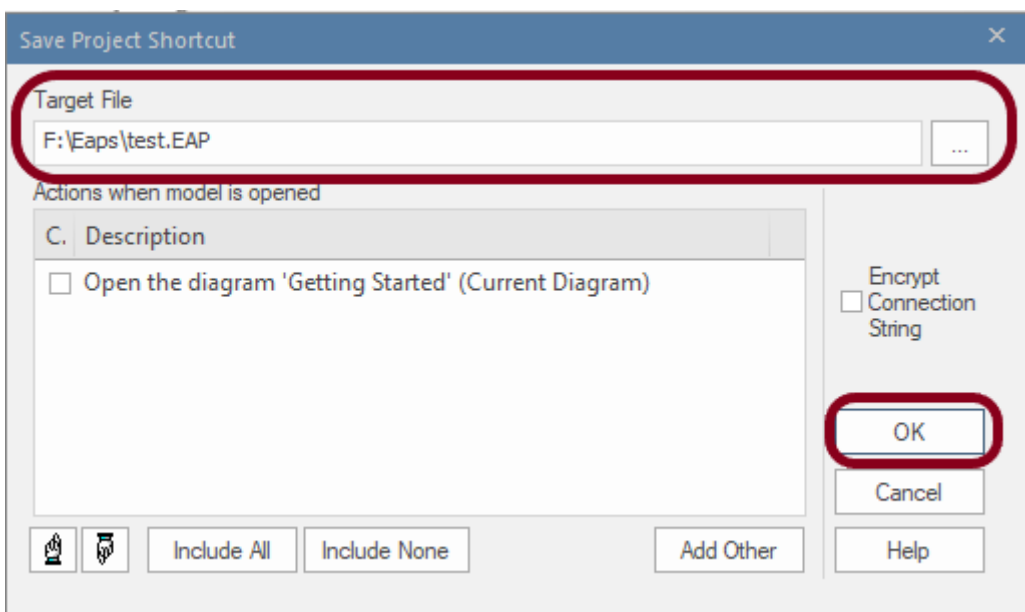 Save Project Shortcut
Target File
F:\Eaps\test.EAP
...
Actions when model is opened
C. Description
Open the diagram 'Getting Started' (Current Diagram)
Encrypt
Connection
String
OK
Cancel
Include All
Include None
Add Other
Help